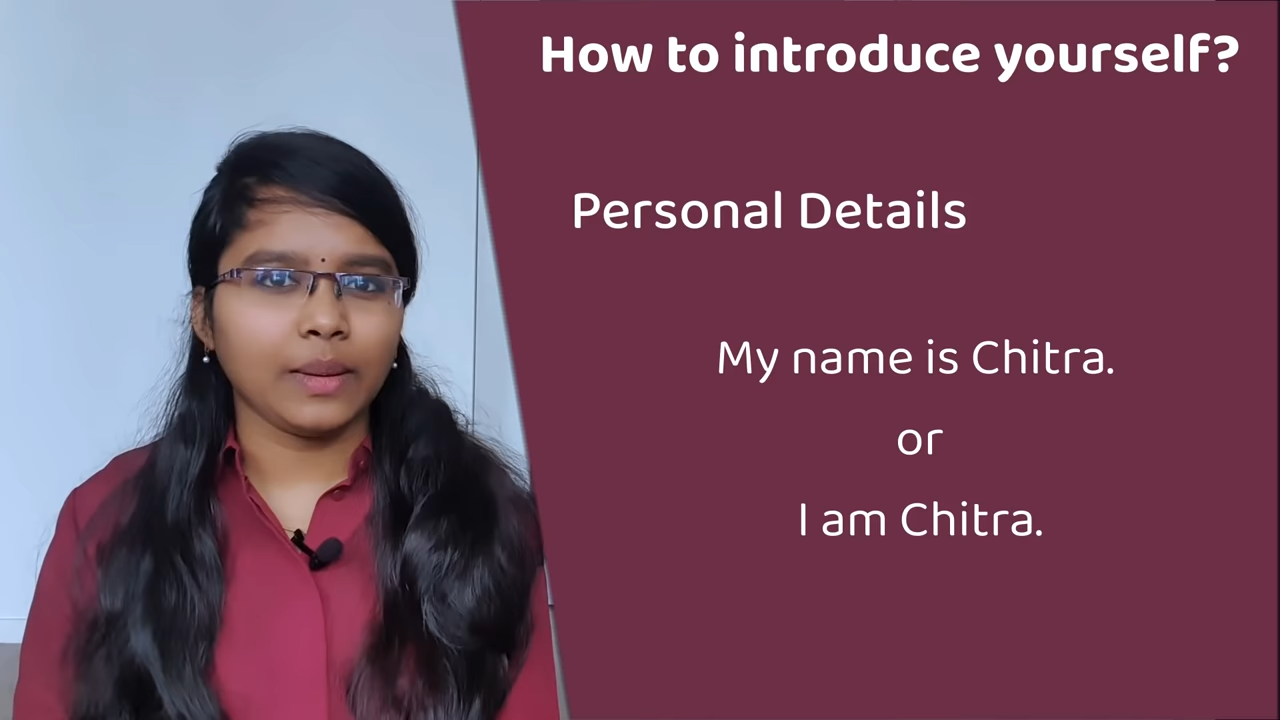 How to introduce yourself?
Personal Details
My name is Chitra.
or
I am Chitra.